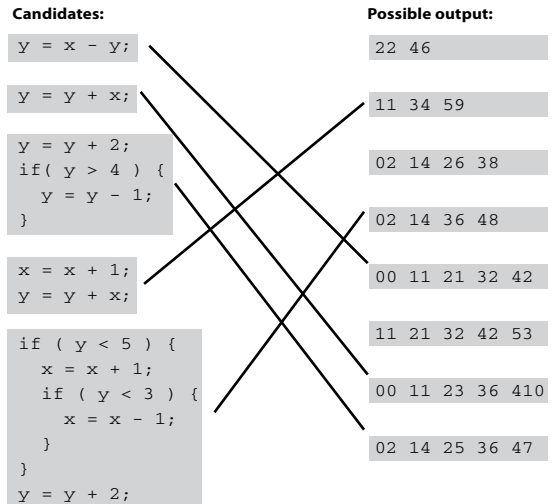 Candidates:
y = x - y;
y = y + x;
y = y + 2;
if( y > 4 ) {
y = y - 1;
}
x = x + 1;
y = y + x;
if ( y < 5 ) {
x = x + 1;
if ( y < 3 ) {
x = x - 1;
}
}
y = y + 2;
Possible output:
22 46
11 34 59
02 14 26 38
02 14 36 48
00 11 21 32 42
11 21 32 42 53
00 11 23 36 410
02 14 25 36 47